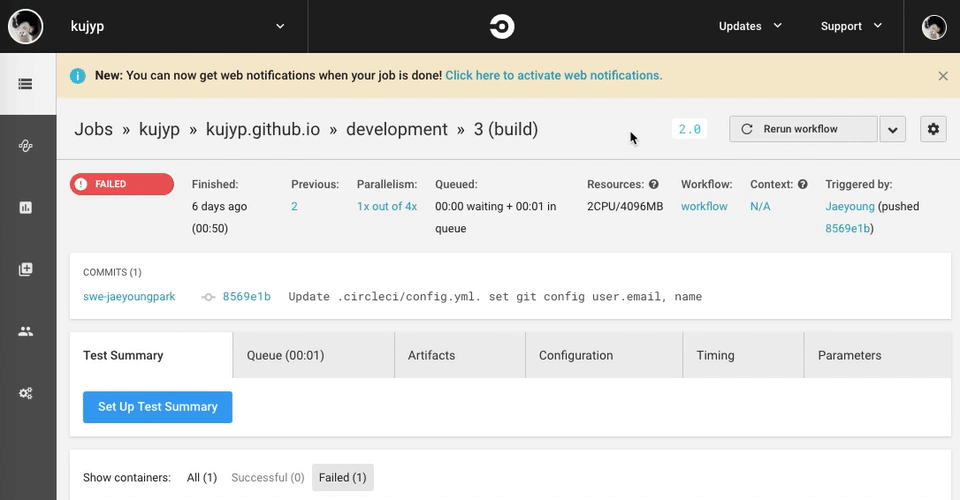 kujyp
Updates
Support
New: You can now get web notifications when your job is done! Click here to activate web notifications.
Jobs » kujyp » kujyp.github.io » development » 3 (build)
2.0
Rerun workflow
FAILED
Finished:
6 days ago
(00:50)
Previous:
2
Parallelism:
1x out of 4x
Queued:
00:00 waiting + 00:01 in
queue
Resources:
2CPU/4096MB
Workflow:
workflow
Context:
N/A
Triggered by:
Jaeyoung (pushed
8569e1b)
COMMITS (1)
swe-jaeyoungpark 8569e1b Update .circleci/config.yml. set git config user.email, name
Test Summary
Queue (00:01)
Artifacts
Configuration
Timing
Parameters
Set Up Test Summary
Show containers: All (1) Successful (0) Failed (1)